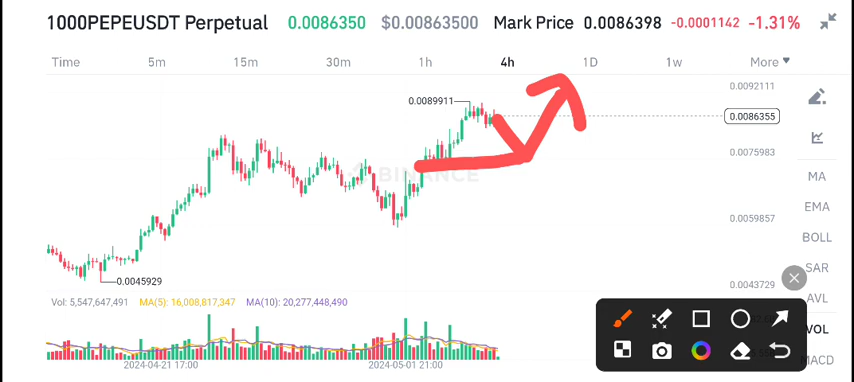 1000PEPEUSDT Perpetual 0.0086350 $0.00863500 Mark Price 0.0086398 -0.0001142 -1.31%
Time 5m 15m 30m 1h 4h 1D 1w More
0.0092111
0.0089911
0.0086355
0.0075983
BINANCE
MA
EMA
0.0059857
BOLL
SAR
0.0045929
0.0043729
AVL
Vol: 5,547,647,491 MA(5): 16,008,817,347 MA(10): 20,277,448,490
VOL
MACD
2024-04-21 17:00 2024-05-01 21:00